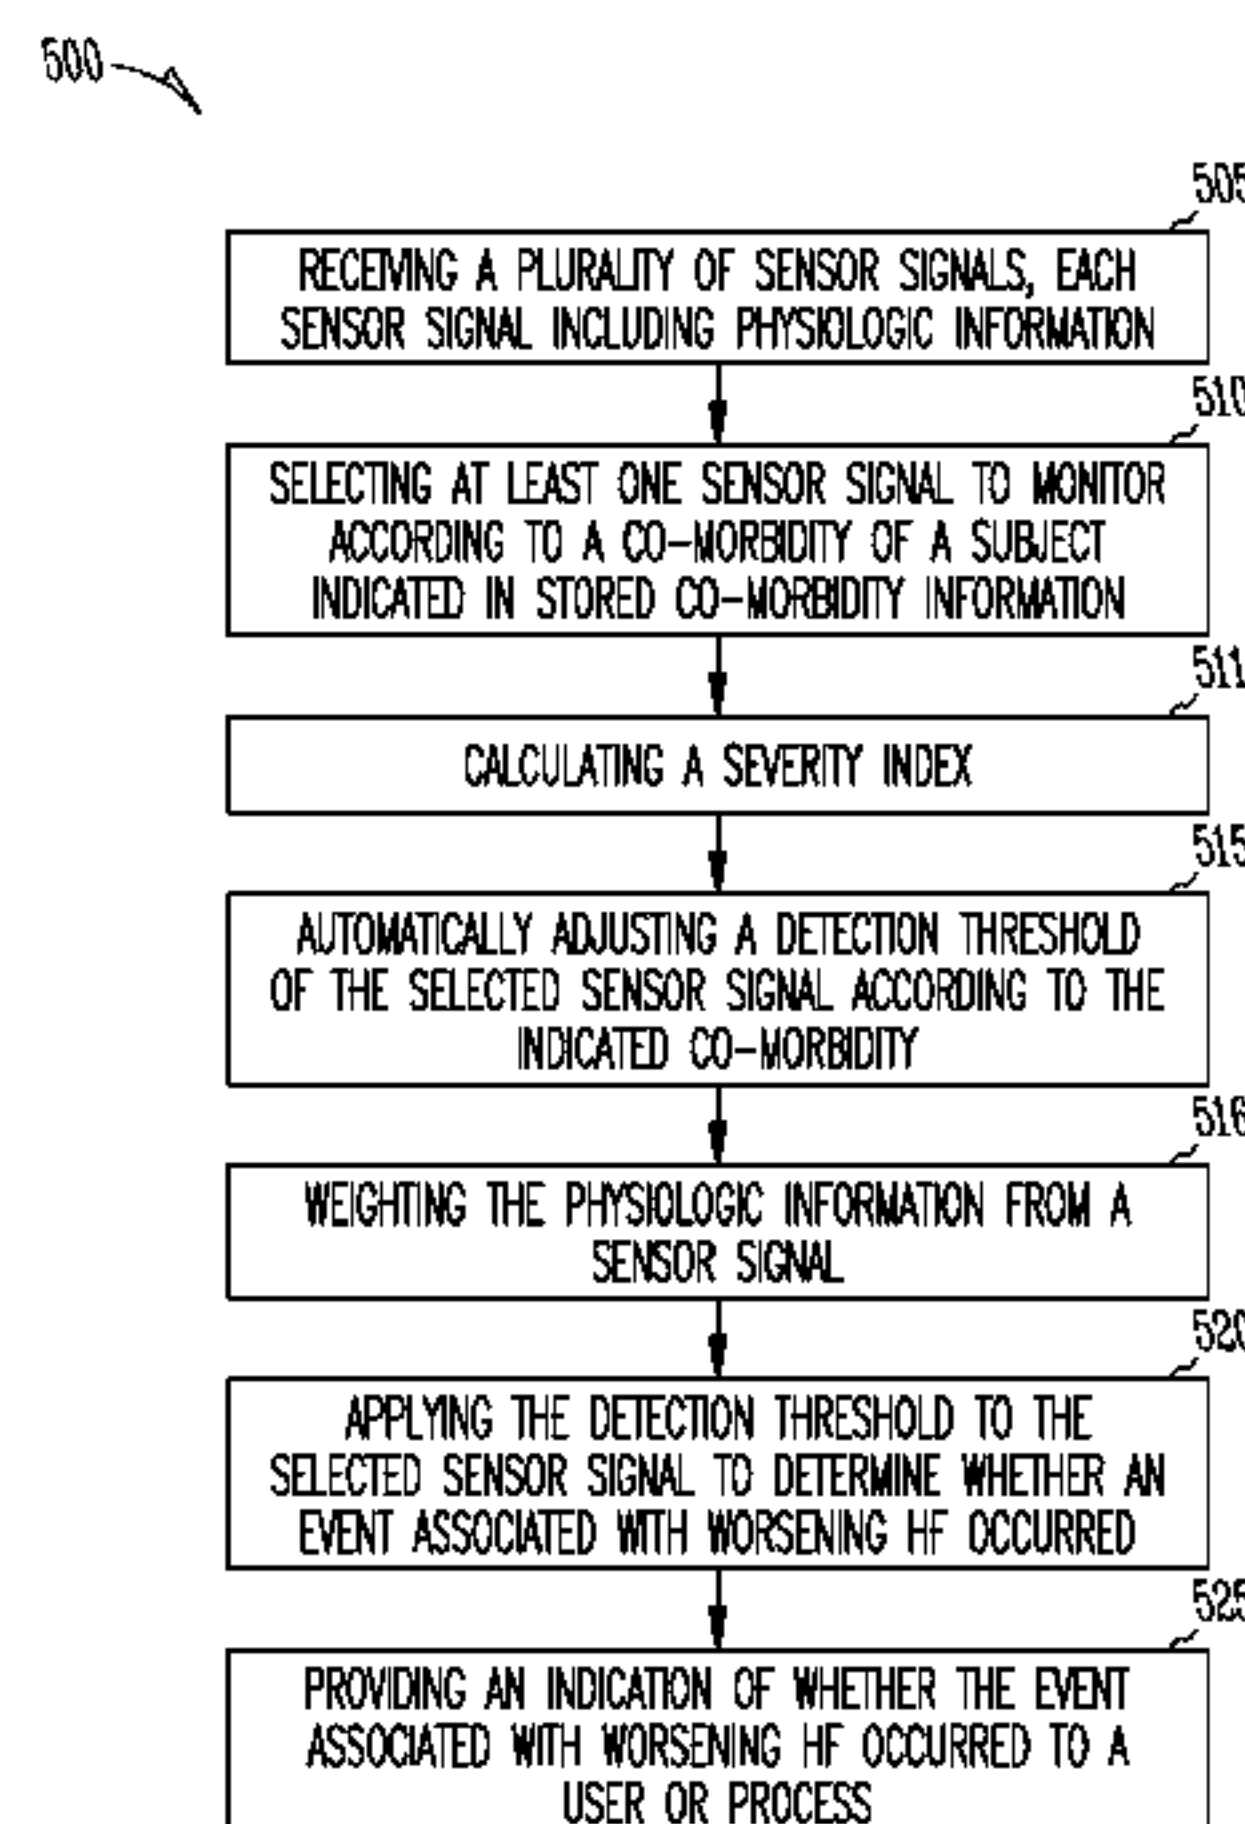 500
505
RECEIVING A PLURALITY OF SENSOR SIGNALS, EACH
SENSOR SIGNAL INCLUDING PHYSIOLOGIC INFORMATION
510
SELECTING AT LEAST ONE SENSOR SIGNAL TO MONITOR
ACCORDING TO A CO-MORBIDITY OF A SUBJECT
INDICATED IN STORED CO-MORBIDITY INFORMATION
511
CALCULATING A SEVERITY INDEX
515
AUTOMATICALLY ADJUSTING A DETECTION THRESHOLD
OF THE SELECTED SENSOR SIGNAL ACCORDING TO THE
INDICATED CO-MORBIDITY
516
WEIGHTING THE PHYSIOLOGIC INFORMATION FROM A
SENSOR SIGNAL
520
APPLYING THE DETECTION THRESHOLD TO THE
SELECTED SENSOR SIGNAL TO DETERMINE WHETHER AN
EVENT ASSOCIATED WITH WORSENING HF OCCURRED
525
PROVIDING AN INDICATION OF WHETHER THE EVENT
ASSOCIATED WITH WORSENING HF OCCURRED TO A
USER OR PROCESS